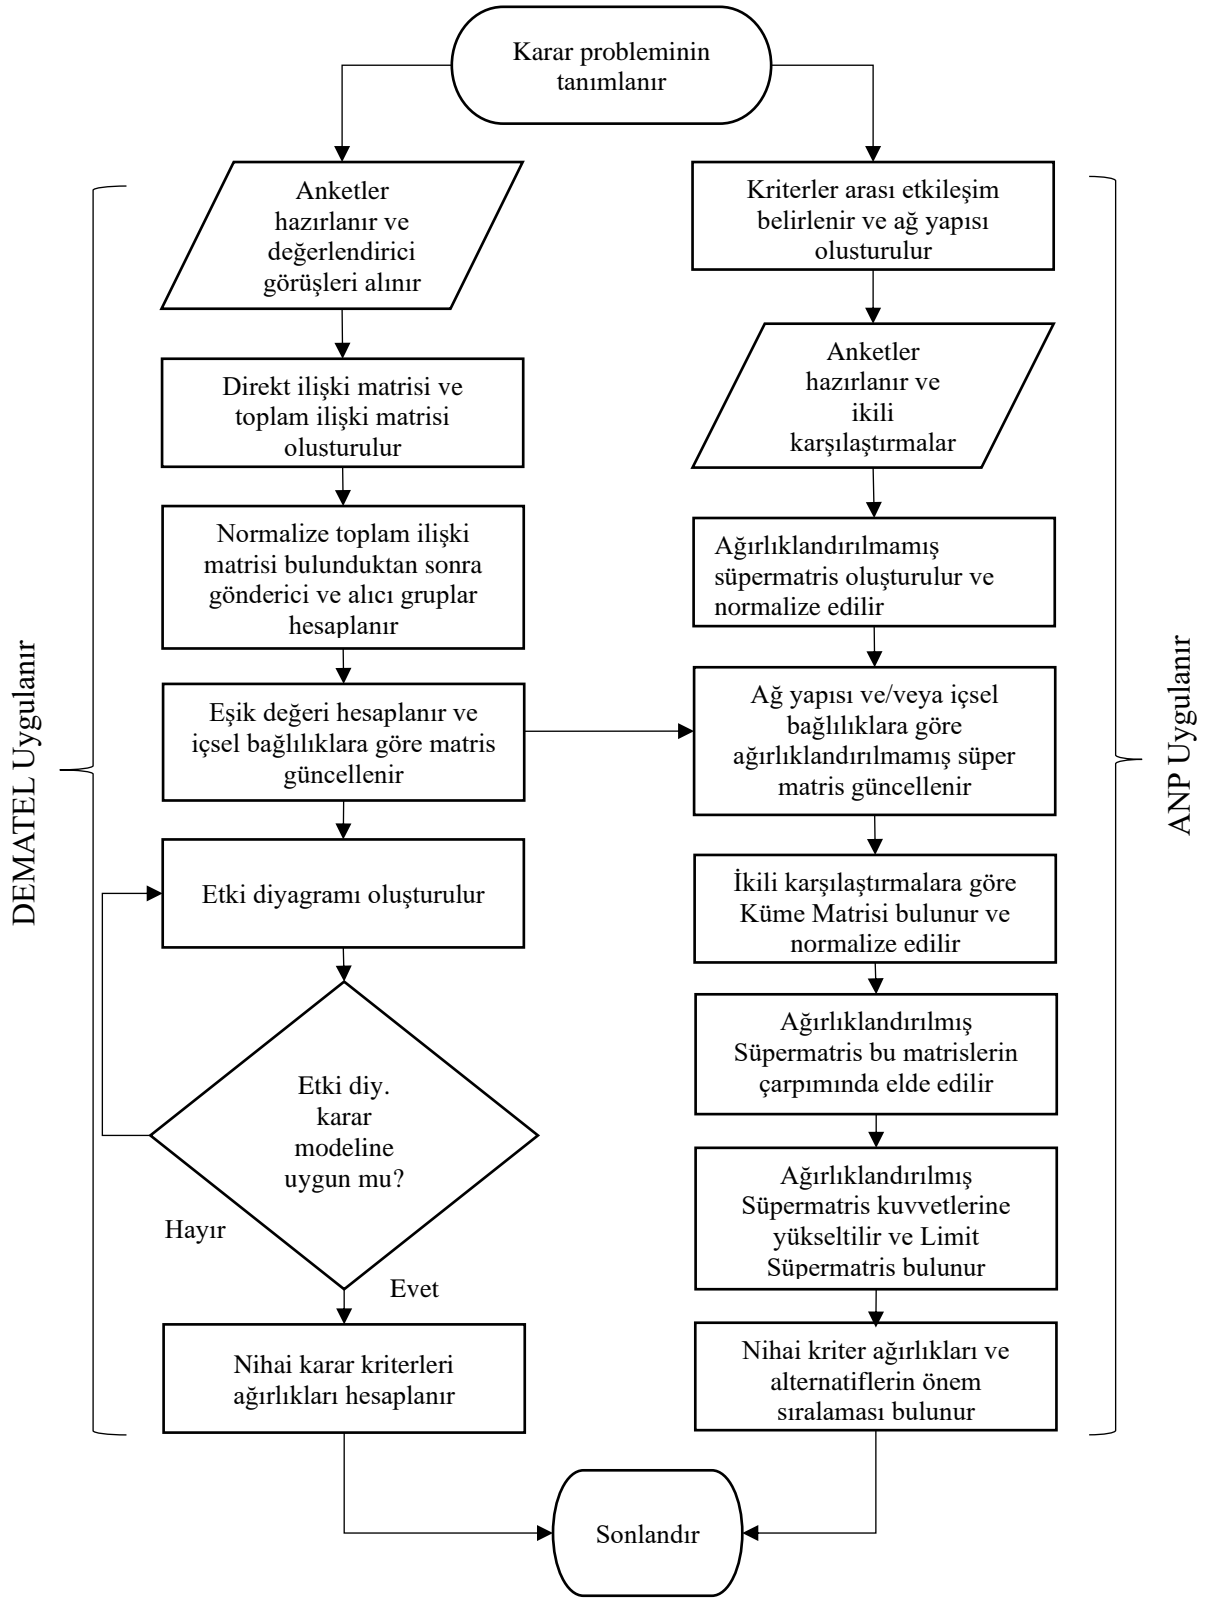 Karar probleminin
tanımlanır
DEMATEL Uygulanır
Anketler
hazırlanır ve
değerlendirici
görüşleri alınır
Direkt ilişki matrisi ve
toplam ilişki matrisi
olusturulur
Normalize toplam ilişki
matrisi bulunduktan sonra
gönderici ve alıcı gruplar
hesaplanır
Eşik değeri hesaplanır ve
içsel bağlılıklara göre matris
güncellenir
Etki diyagramı oluşturulur
Etki diy.
karar
modeline
uygun mu?
Hayır
Evet
Nihai karar kriterleri
ağırlıkları hesaplanır
Kriterler arası etkileşim
belirlenir ve ağ yapısı
olusturulur
Anketler
hazırlanır ve
ikili
karşılaştırmalar
Ağırlıklandırılmamış
süpermatris oluşturulur ve
normalize edilir
Ağ yapısı ve/veya içsel
bağlılıklara göre
ağırlıklandırılmamış süper
matris güncellenir
İkili karşılaştırmalara göre
Küme Matrisi bulunur ve
normalize edilir
Ağırlıklandırılmış
Süpermatris bu matrislerin
çarpımında elde edilir
Ağırlıklandırılmış
Süpermatris kuvvetlerine
yükseltilir ve Limit
Süpermatris bulunur
Nihai kriter ağırlıkları ve
alternatiflerin önem
sıralaması bulunur
ANP Uygulanır
Sonlandır